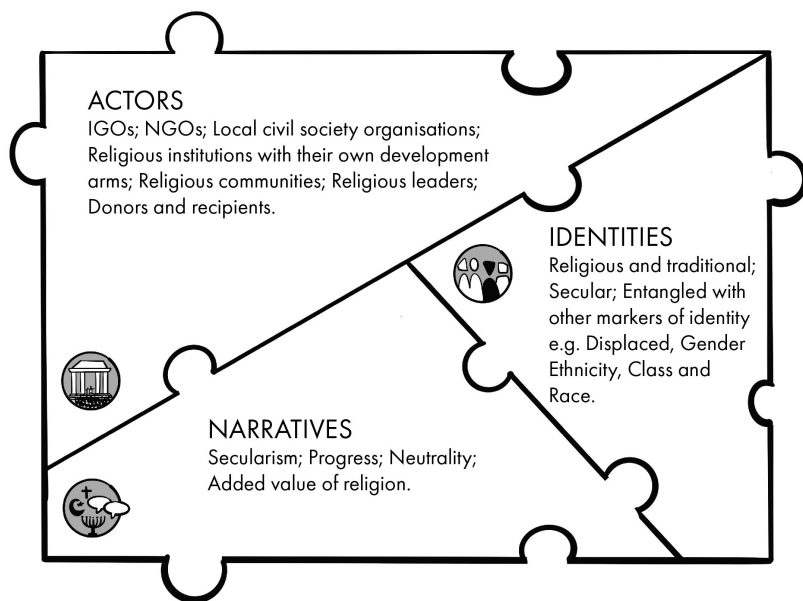 ACTORS
IGOs; NGOs; Local civil society organisations;
Religious institutions with their own development
arms; Religious communities; Religious leaders;
Donors and recipients.
IDENTITIES
Religious and traditional;
Secular; Entangled with
other markers of identity
e.g. Displaced, Gender
Ethnicity, Class and
Race.
NARRATIVES
Secularism; Progress; Neutrality;
Added value of religion.